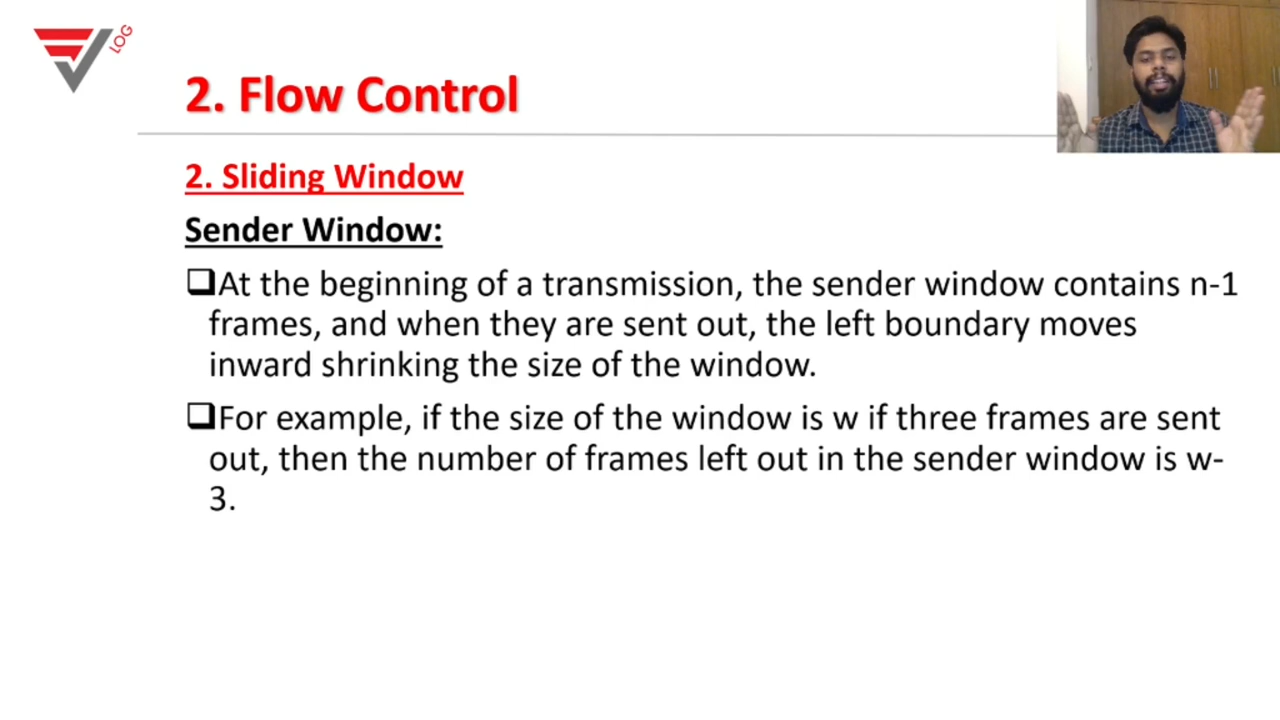 LOG
2. Flow Control
2. Sliding Window
Sender Window:
At the beginning of a transmission, the sender window contains n-1
frames, and when they are sent out, the left boundary moves
inward shrinking the size of the window.
For example, if the size of the window is w if three frames are sent
out, then the number of frames left out in the sender window is w-
3.